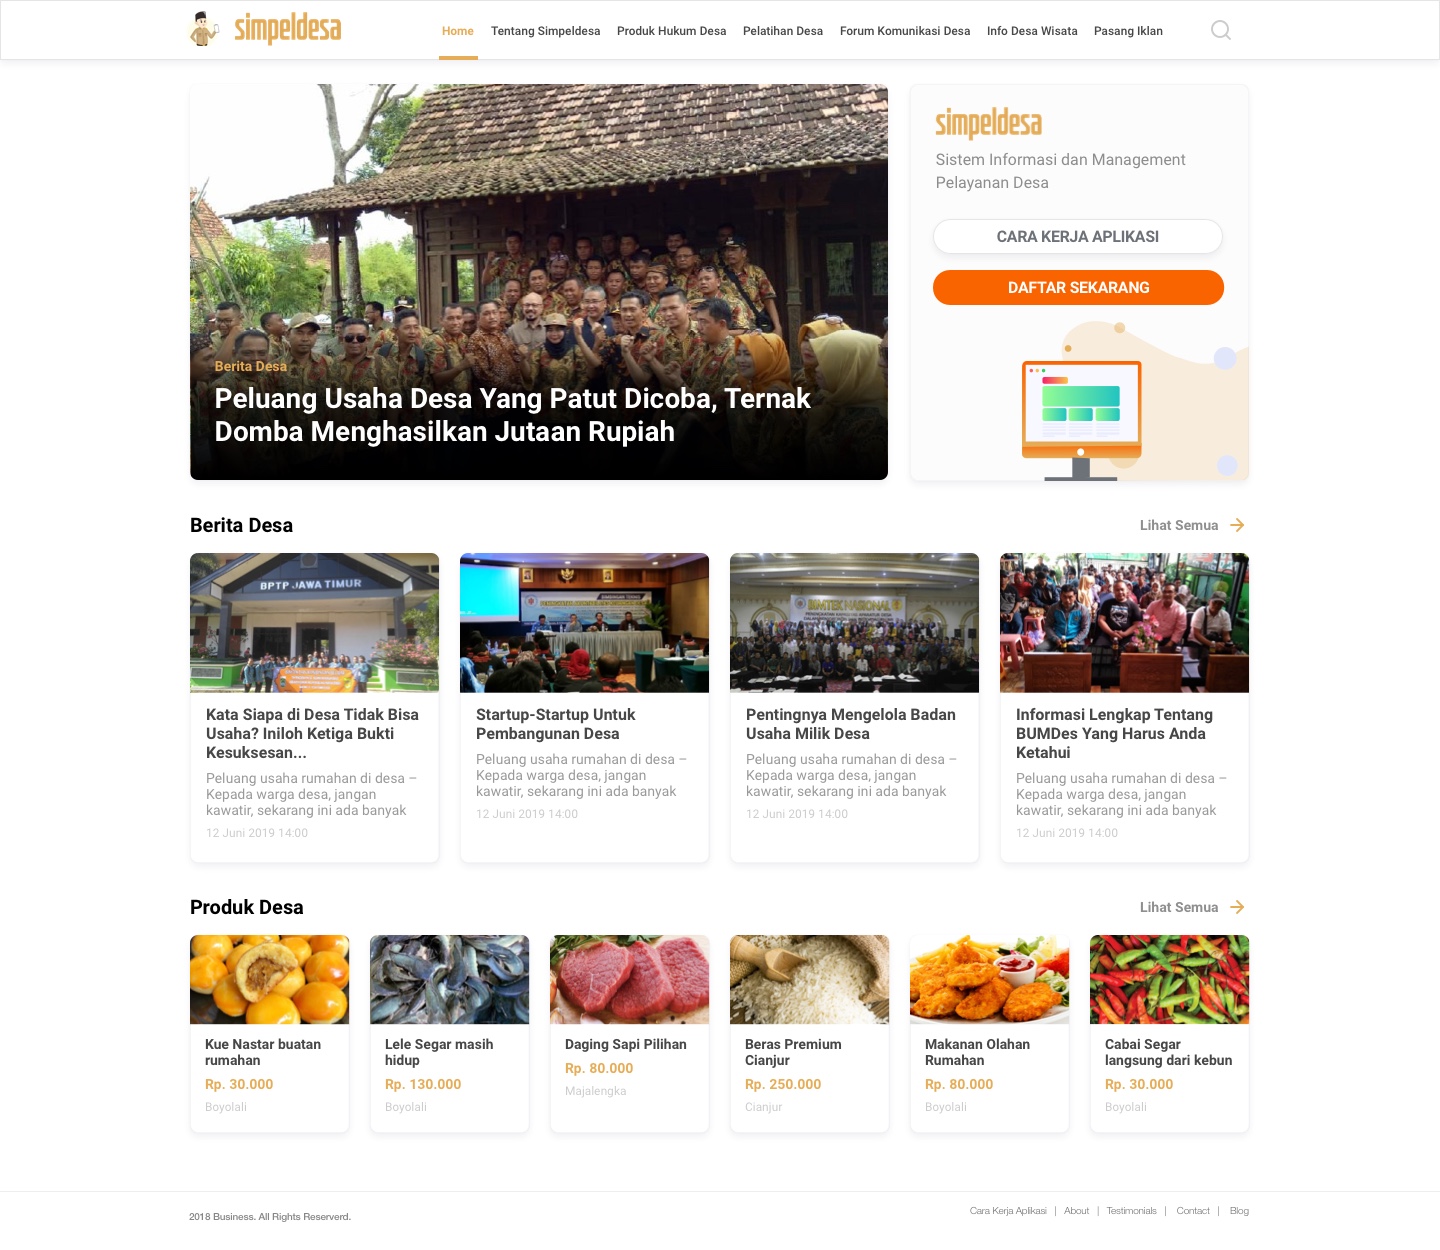 simpeldesa
Home
Tentang Simpeldesa
Produk Hukum Desa
Pelatihan Desa
Forum Komunikasi Desa
Info Desa Wisata
Pasang Iklan
Berita Desa
Peluang Usaha Desa Yang Patut Dicoba, Ternak
Domba Menghasilkan Jutaan Rupiah
simpeldesa
Sistem Informasi dan Management
Pelayanan Desa
CARA KERJA APLIKASI
DAFTAR SEKARANG
Berita Desa
Lihat Semua
BPTP JAWA TIMUR
Kata Siapa di Desa Tidak Bisa
Usaha? Iniloh Ketiga Bukti
Kesuksesan...
Peluang usaha rumahan di desa –
Kepada warga desa, jangan
kawatir, sekarang ini ada banyak
12 Juni 2019 14:00
Startup-Startup Untuk
Pembangunan Desa
Peluang usaha rumahan di desa –
Kepada warga desa, jangan
kawatir, sekarang ini ada banyak
12 Juni 2019 14:00
BIMTEK NASIONAL
Pentingnya Mengelola Badan
Usaha Milik Desa
Peluang usaha rumahan di desa –
Kepada warga desa, jangan
kawatir, sekarang ini ada banyak
12 Juni 2019 14:00
Informasi Lengkap Tentang
BUMDes Yang Harus Anda
Ketahui
Peluang usaha rumahan di desa –
Kepada warga desa, jangan
kawatir, sekarang ini ada banyak
12 Juni 2019 14:00
Produk Desa
Lihat Semua
Kue Nastar buatan
rumahan
Rp. 30.000
Boyolali
Lele Segar masih
hidup
Rp. 130.000
Boyolali
Daging Sapi Pilihan
Rp. 80.000
Majalengka
Beras Premium
Cianjur
Rp. 250.000
Cianjur
Makanan Olahan
Rumahan
Rp. 80.000
Boyolali
Cabai Segar
langsung dari kebun
Rp. 30.000
Boyolali
2018 Business. All Rights Reserverd.
Cara Kerja Aplikasi | About | Testimonials | Contact | Blog